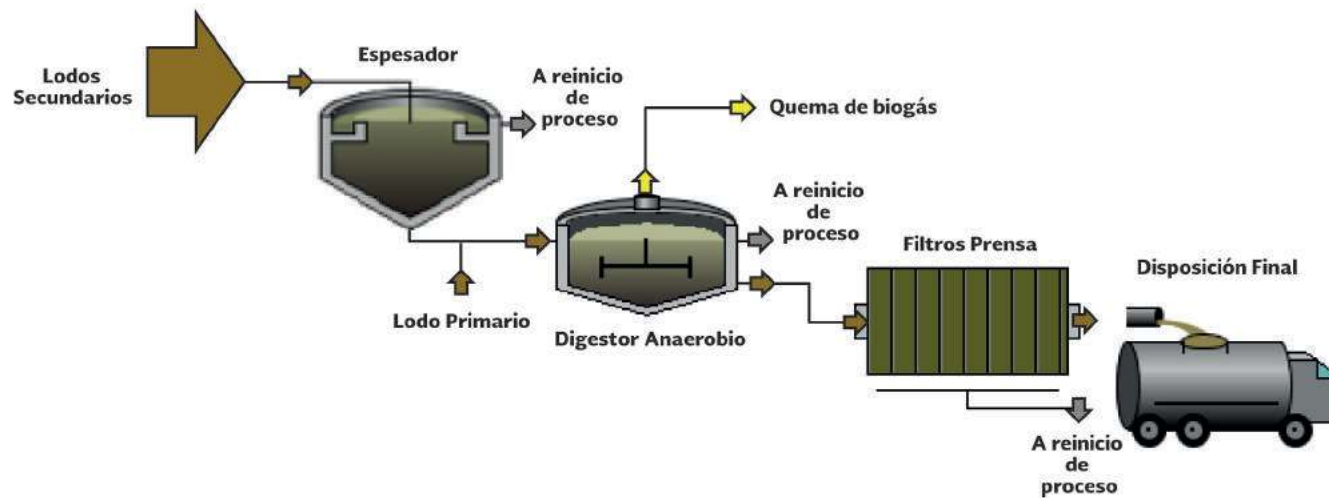 Lodos
Secundarios
Espesador
A reinicio
de
proceso
Quema de biogás
Lodo Primario
Digestor Anaerobio
A reinicio
de
proceso
Filtros Prensa
A reinicio
de
proceso
Disposición Final